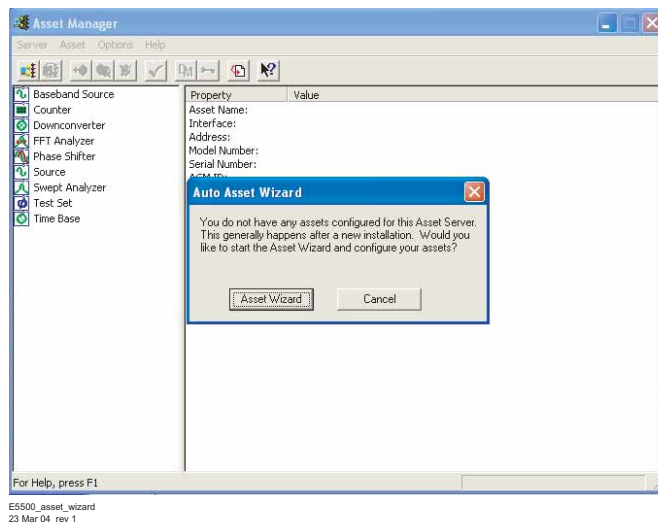 Asset Manager
Server Asset Options Help
Baseband Source
Counter
Downconverter
FFT Analyzer
Phase Shifter
Source
Swept Analyzer
Test Set
Time Base
Property Value
Asset Name:
Interface:
Address:
Model Number:
Serial Number:
ACM ID:
Auto Asset Wizard
You do not have any assets configured for this Asset Server.
This generally happens after a new installation. Would you
like to start the Asset Wizard and configure your assets?
Asset Wizard
Cancel
For Help, press F1
E5500_asset_wizard
23 Mar 04 rev 1